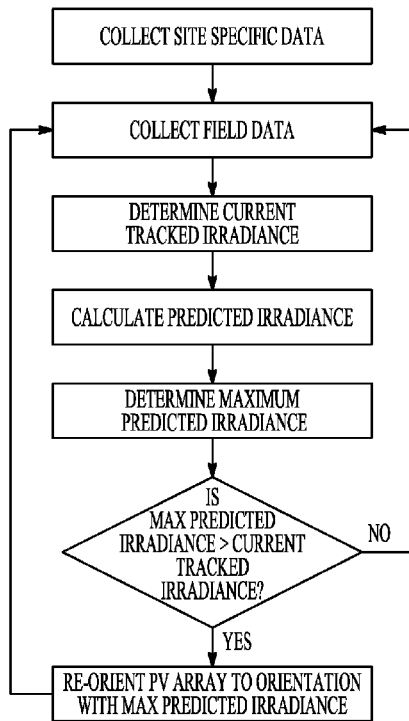 COLLECT SITE SPECIFIC DATA
COLLECT FIELD DATA
DETERMINE CURRENT
TRACKED IRRADIANCE
CALCULATE PREDICTED IRRADIANCE
DETERMINE MAXIMUM
PREDICTED IRRADIANCE
IS
MAX PREDICTED
IRRADIANCE > CURRENT
TRACKED
IRRADIANCE?
NO
YES
RE-ORIENT PV ARRAY TO ORIENTATION
WITH MAX PREDICTED IRRADIANCE